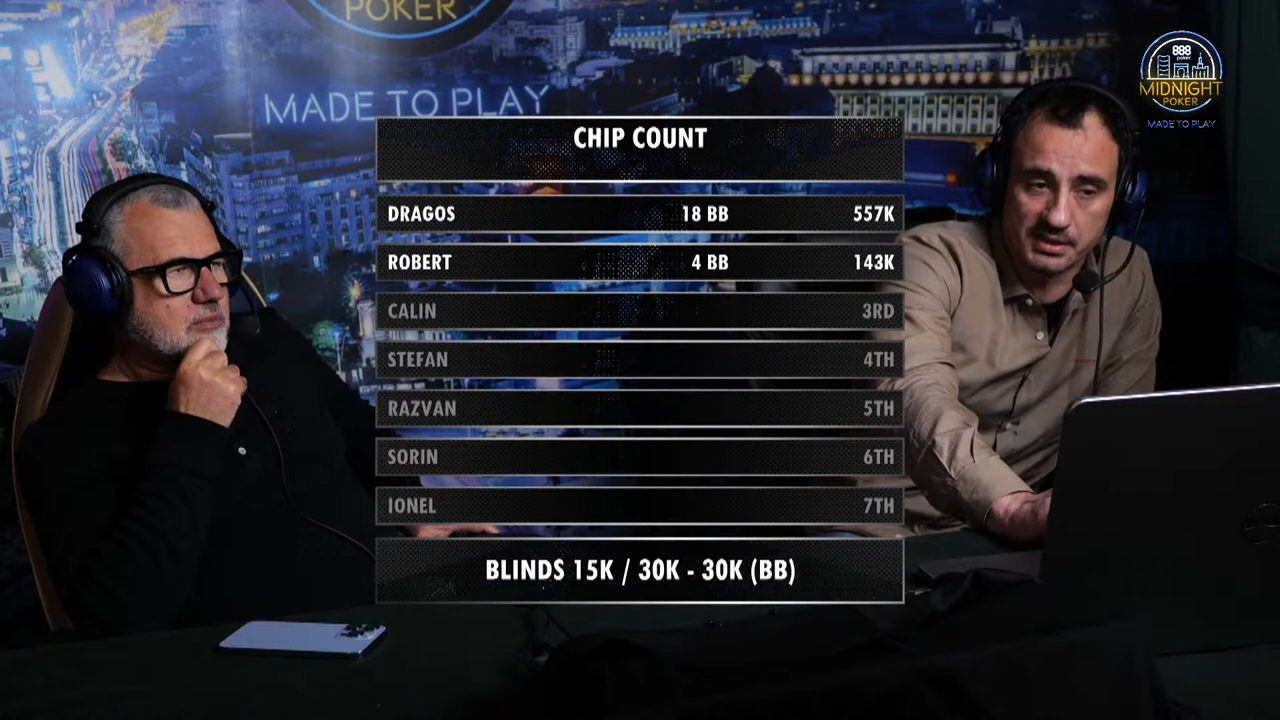 POKER
MADE TO PLAY
888
poker
MIDNIGHT
POKER
MADE TO PLAY
CHIP COUNT
DRAGOS 18 BB 557K
ROBERT 4 BB 143K
CALIN 3RD
STEFAN 4TH
RAZVAN 5TH
SORIN 6TH
IONEL 7TH
BLINDS 15K / 30K - 30K (BB)